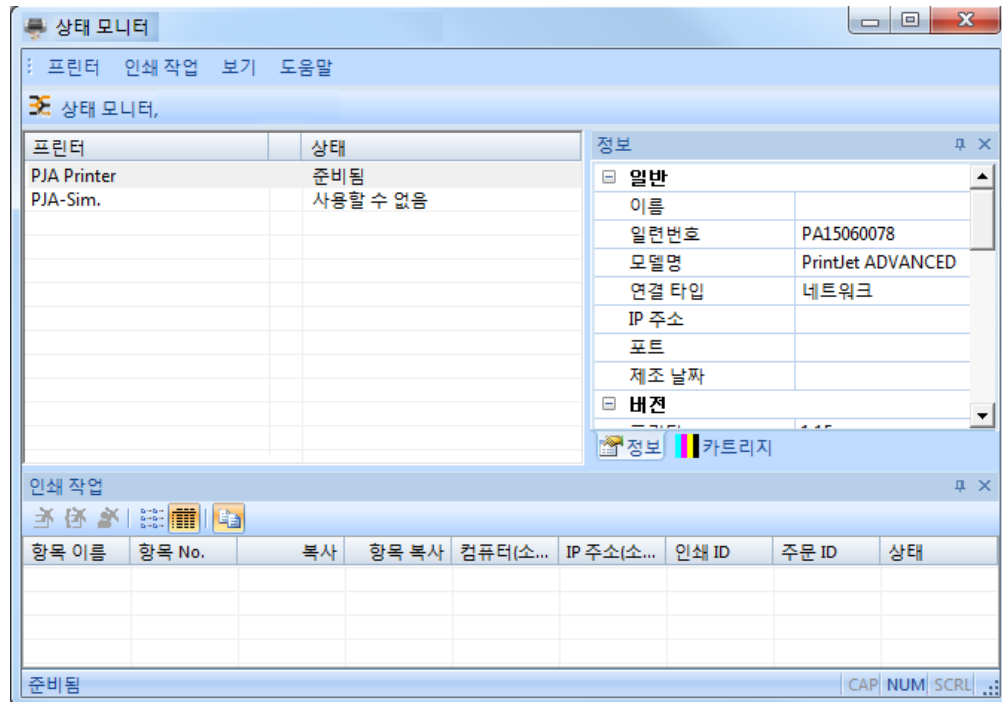 상태 모니터
프린터 인쇄 작업 보기 도움말
상태 모니터,
프린터 상태
PJA Printer 준비됨
PJA-Sim. 사용할 수 없음
정보
일반
이름
일련번호 PA15060078
모델명 PrintJet ADVANCED
연결 타입 네트워크
IP 주소
포트
제조 날짜
버전
정보 카트리지
인쇄 작업
항목 이름 항목 No. 복사 항목 복사 컴퓨터(소... IP 주소(소... 인쇄 ID 주문 ID 상태
준비됨 CAP NUM SCRL